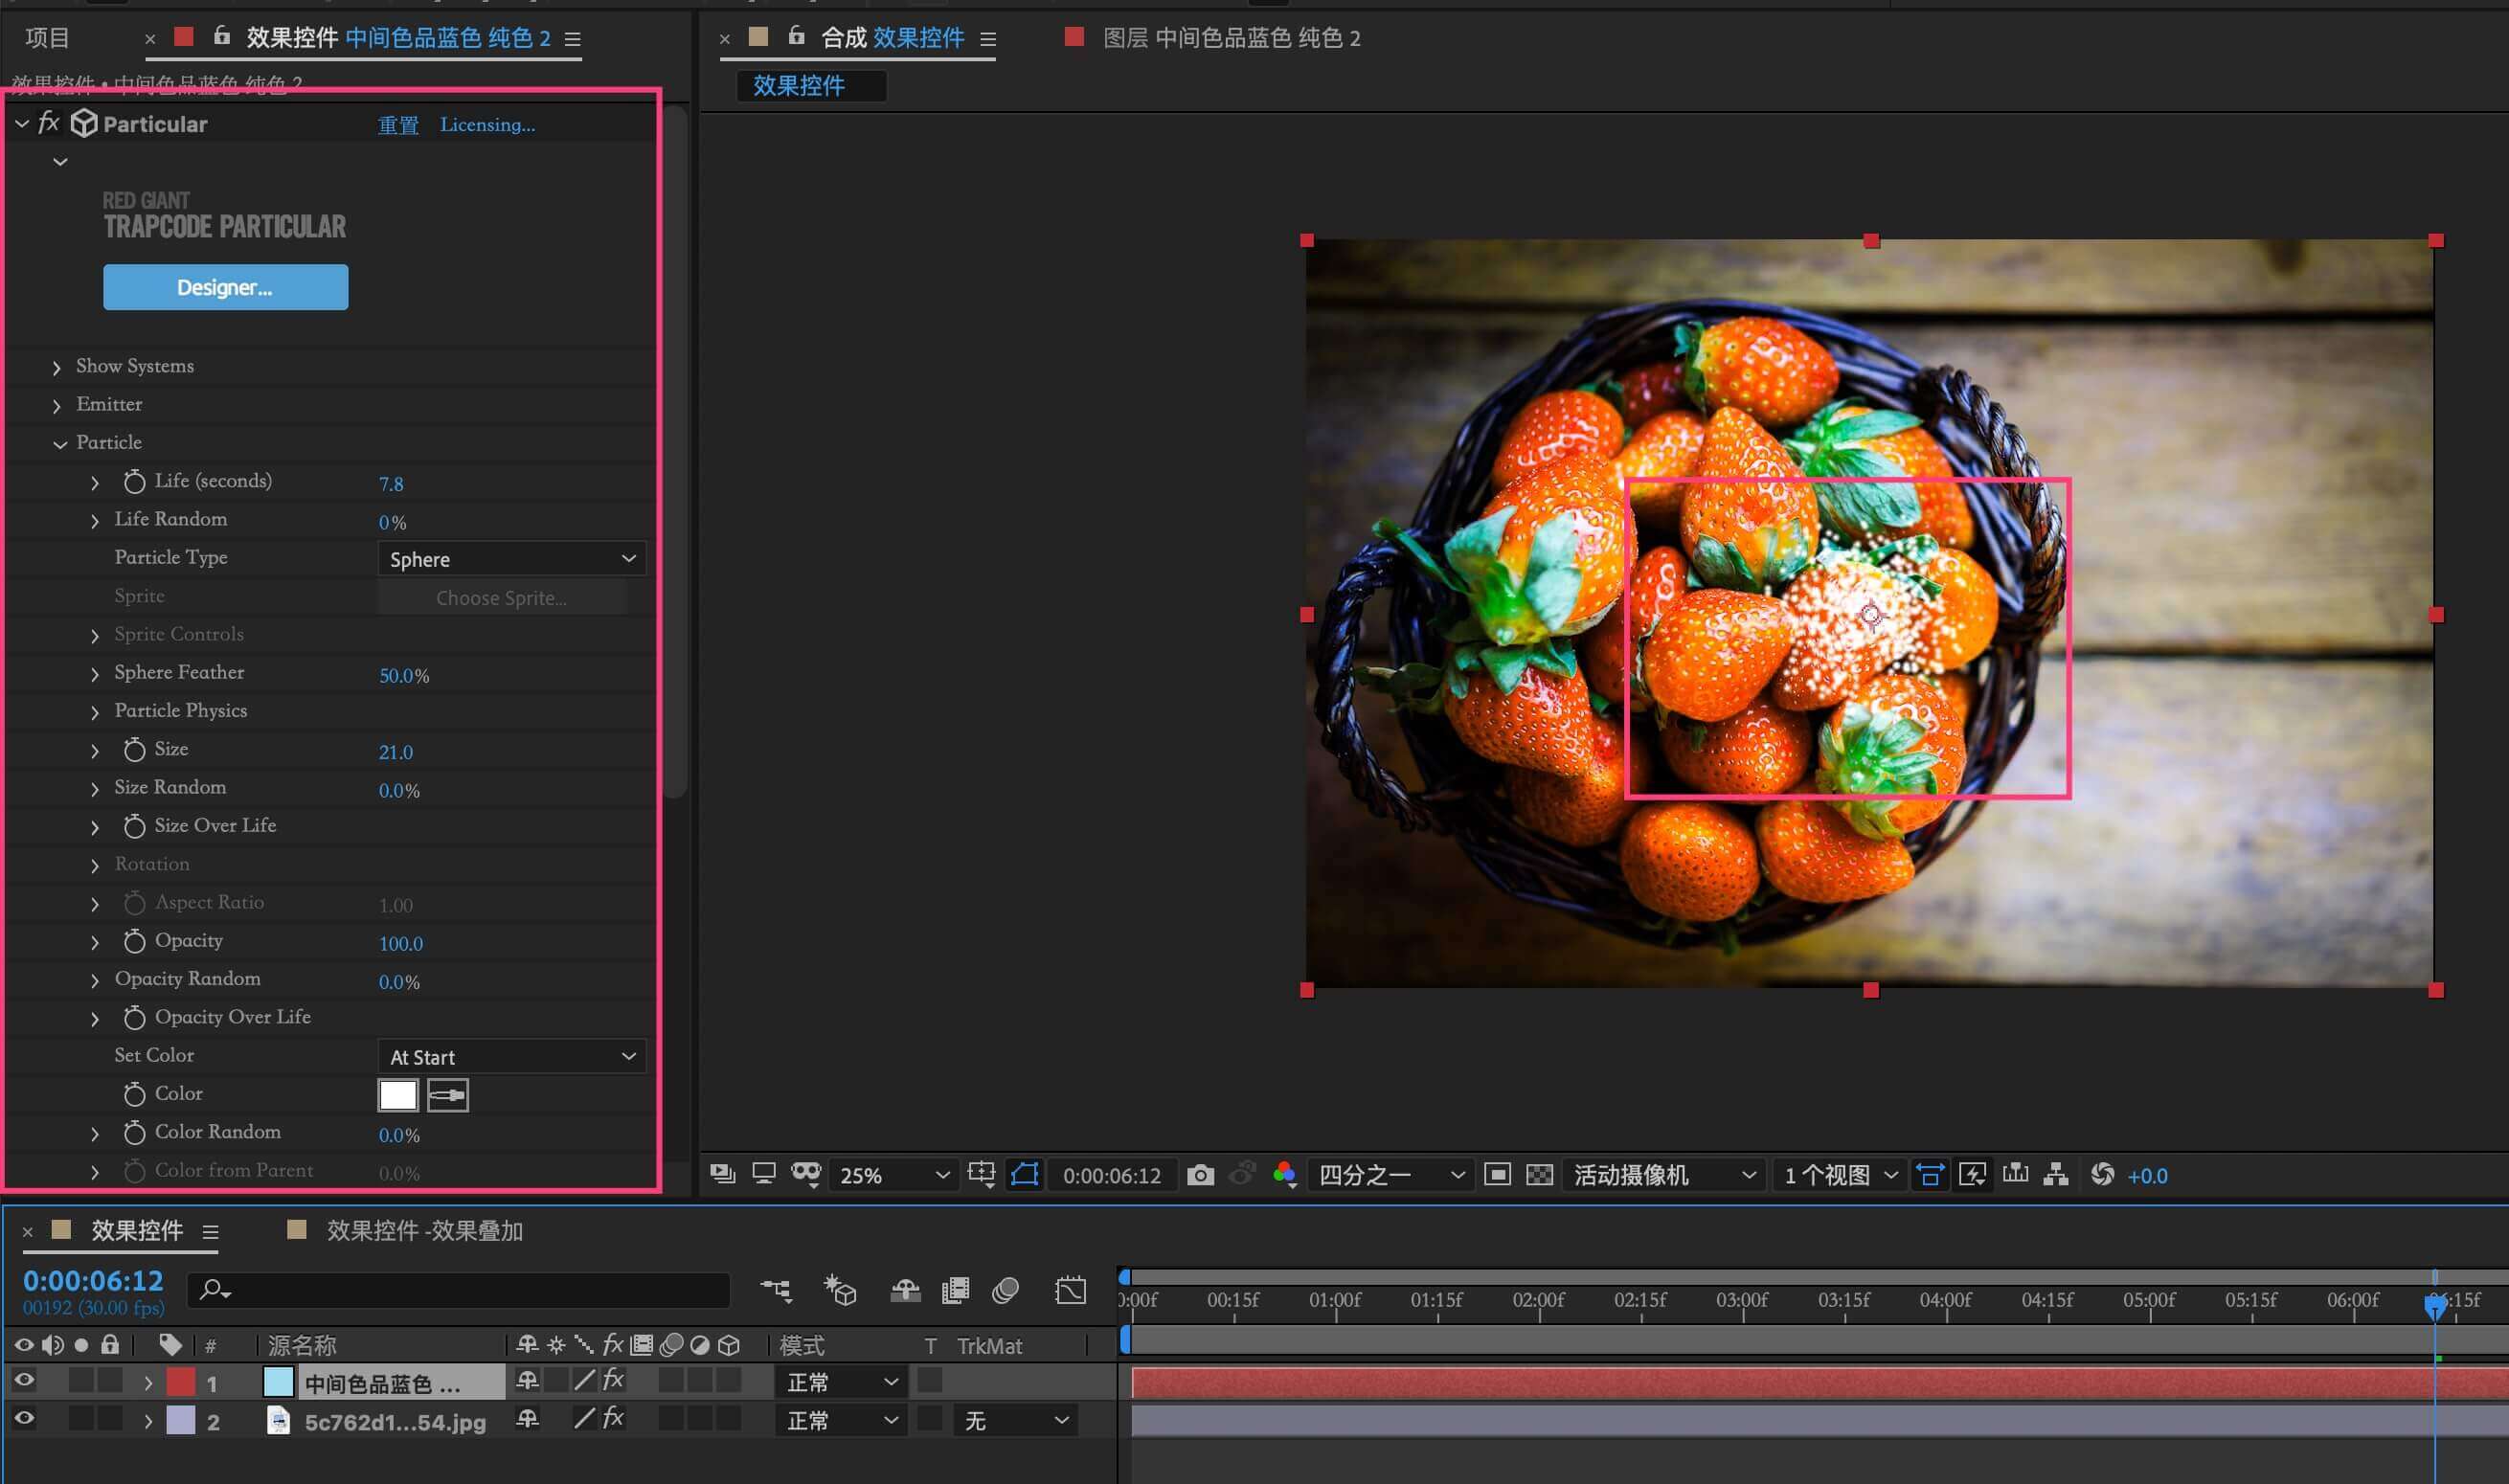 项目
效果控件 中间色品蓝色 纯色 2
合成 效果控件
图层 中间色品蓝色 纯色 2
效果控件 • 中间色品蓝色 纯色 2
效果控件
fx Particular 重置 Licensing...
RED GIANT
TRAPCODE PARTICULAR
Designer...
Show Systems
Emitter
Particle
Life (seconds) 7.8
Life Random 0%
Particle Type Sphere
Sprite Choose Sprite...
Sprite Controls
Sphere Feather 50.0%
Particle Physics
Size 21.0
Size Random 0.0%
Size Over Life
Rotation
Aspect Ratio 1.00
Opacity 100.0
Opacity Random 0.0%
Opacity Over Life
Set Color At Start
Color
Color Random 0.0%
Color from Parent 0.0%
25% 0:00:06:12 四分之一 活动摄像机 1 个视图 +0.0
效果控件 效果控件 -效果叠加
0:00:06:12
00192 (30.00 fps)
0:00f 00:15f 01:00f 01:15f 02:00f 02:15f 03:00f 03:15f 04:00f 04:15f 05:00f 05:15f 06:00f 06:15f
# 源名称 fx 模式 T TrkMat
1 中间色品蓝色 ... fx 正常
2 5c762d1...54.jpg fx 正常 无